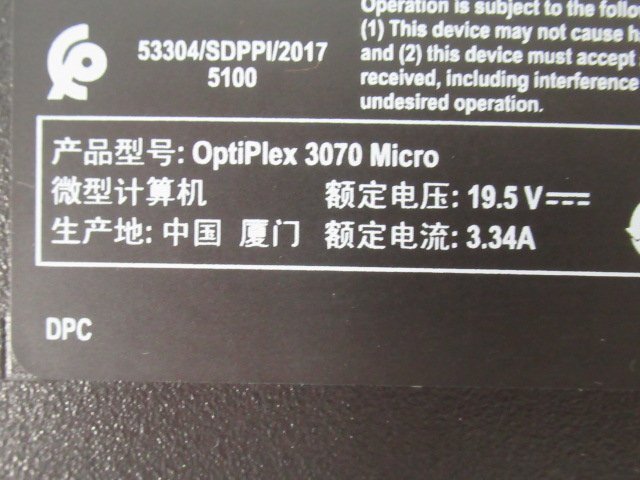 Operation is subject to the follo
(1) This device may not cause h
and (2) this device must accept
received, including interference
undesired operation.
53304/SDPPI/2017
5100
产品型号: OptiPlex 3070 Micro
微型计算机 额定电压: 19.5 V
生产地: 中国 厦门 额定电流: 3.34A
DPC